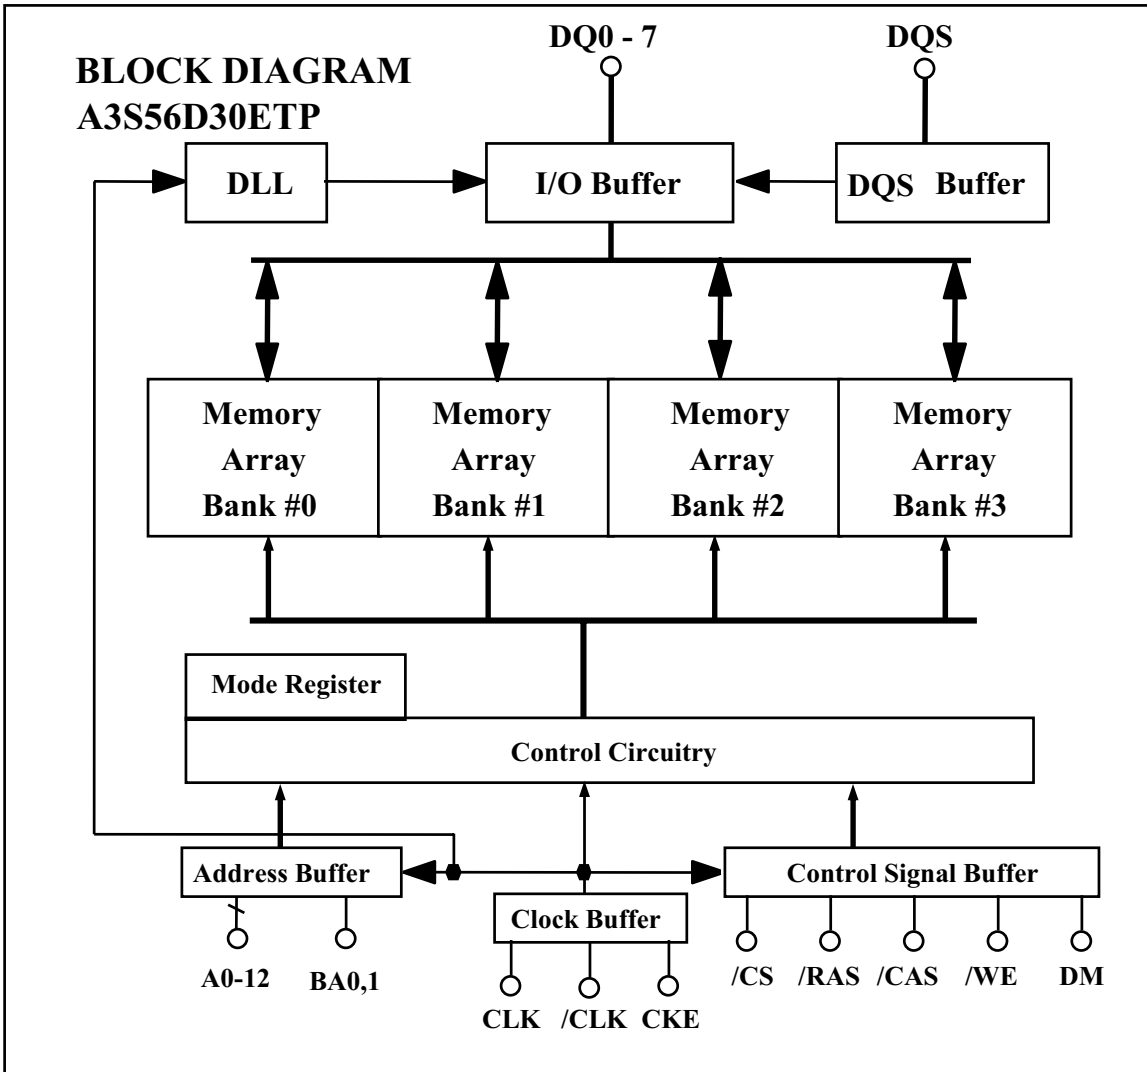 DQ0 - 7
DQS
BLOCK DIAGRAM
A3S56D30ETP
DLL
I/O Buffer
DQS Buffer
Memory
Array
Bank #0
Memory
Array
Bank #1
Memory
Array
Bank #2
Memory
Array
Bank #3
Mode Register
Control Circuitry
Address Buffer
Control Signal Buffer
Clock Buffer
A0-12
BA0,1
/CS
/RAS
/CAS
/WE
DM
CLK
/CLK
CKE